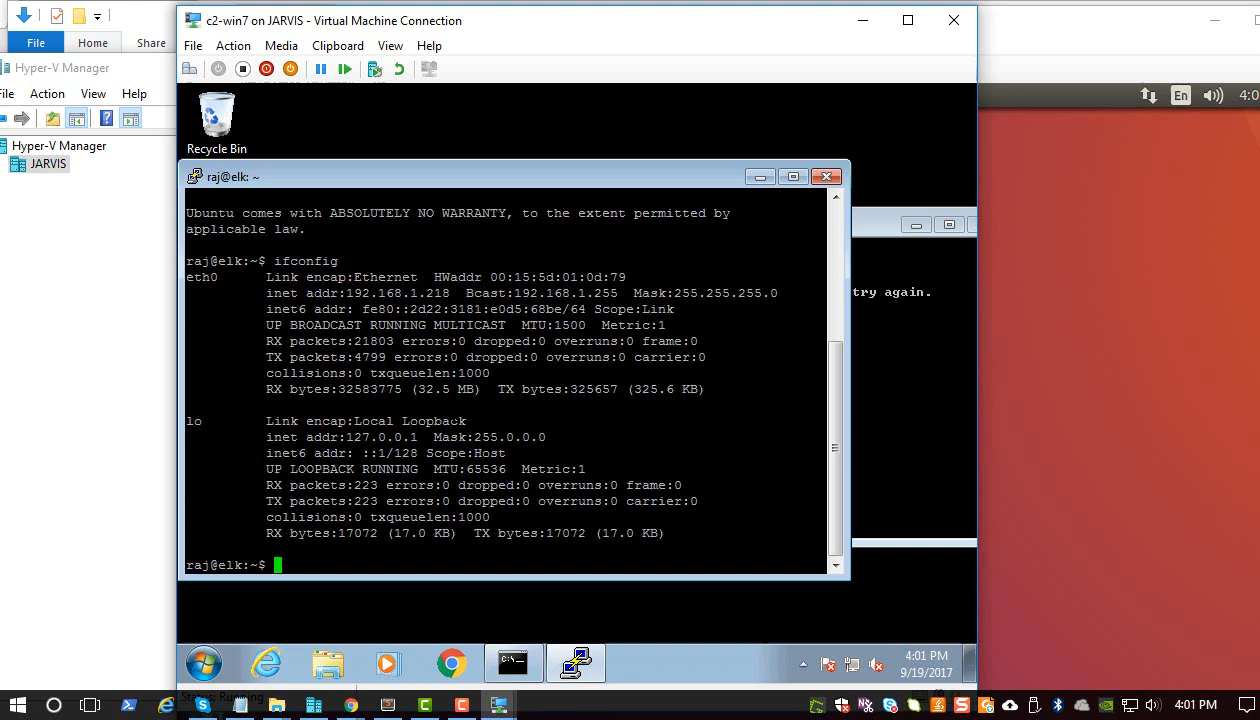 c2-win7 on JARVIS - Virtual Machine Connection
File Home Share
File Action Media Clipboard View Help
Hyper-V Manager
File Action View Help
En 4:0
Hyper-V Manager
JARVIS
Recycle Bin
raj@elk: ~
Ubuntu comes with ABSOLUTELY NO WARRANTY, to the extent permitted by
applicable law.
raj@elk:~$ ifconfig
eth0 Link encap:Ethernet HWaddr 00:15:5d:01:0d:79
inet addr:192.168.1.218 Bcast:192.168.1.255 Mask:255.255.255.0
inet6 addr: fe80::2d22:3181:e0d5:68be/64 Scope:Link
UP BROADCAST RUNNING MULTICAST MTU:1500 Metric:1
RX packets:21803 errors:0 dropped:0 overruns:0 frame:0
TX packets:4799 errors:0 dropped:0 overruns:0 carrier:0
collisions:0 txqueuelen:1000
RX bytes:32583775 (32.5 MB) TX bytes:325657 (325.6 KB)
lo Link encap:Local Loopback
inet addr:127.0.0.1 Mask:255.0.0.0
inet6 addr: ::1/128 Scope:Host
UP LOOPBACK RUNNING MTU:65536 Metric:1
RX packets:223 errors:0 dropped:0 overruns:0 frame:0
TX packets:223 errors:0 dropped:0 overruns:0 carrier:0
collisions:0 txqueuelen:1000
RX bytes:17072 (17.0 KB) TX bytes:17072 (17.0 KB)
raj@elk:~$
try again.
C:\
4:01 PM
9/19/2017
Status: Running
4:01 PM